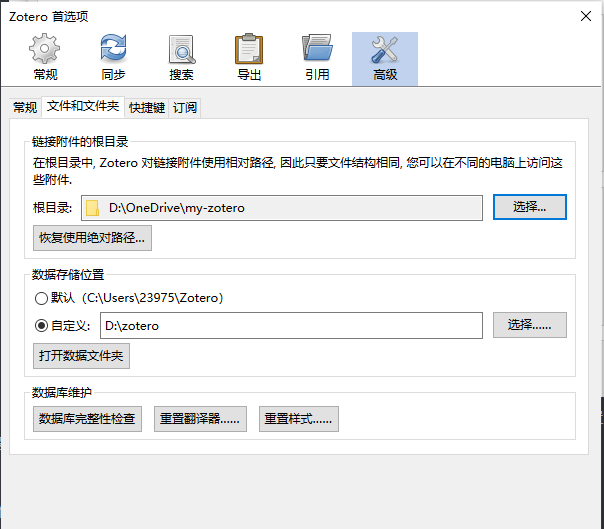 Zotero 首选项
常规 同步 搜索 导出 引用 高级
常规 文件和文件夹 快捷键 订阅
链接附件的根目录
在根目录中, Zotero 对链接附件使用相对路径, 因此只要文件结构相同, 您可以在不同的电脑上访问这
些附件.
根目录: D:\OneDrive\my-zotero 选择...
恢复使用绝对路径...
数据存储位置
默认（C:\Users\23975\Zotero）
自定义: D:\zotero 选择......
打开数据文件夹
数据库维护
数据库完整性检查 重置翻译器...... 重置样式......